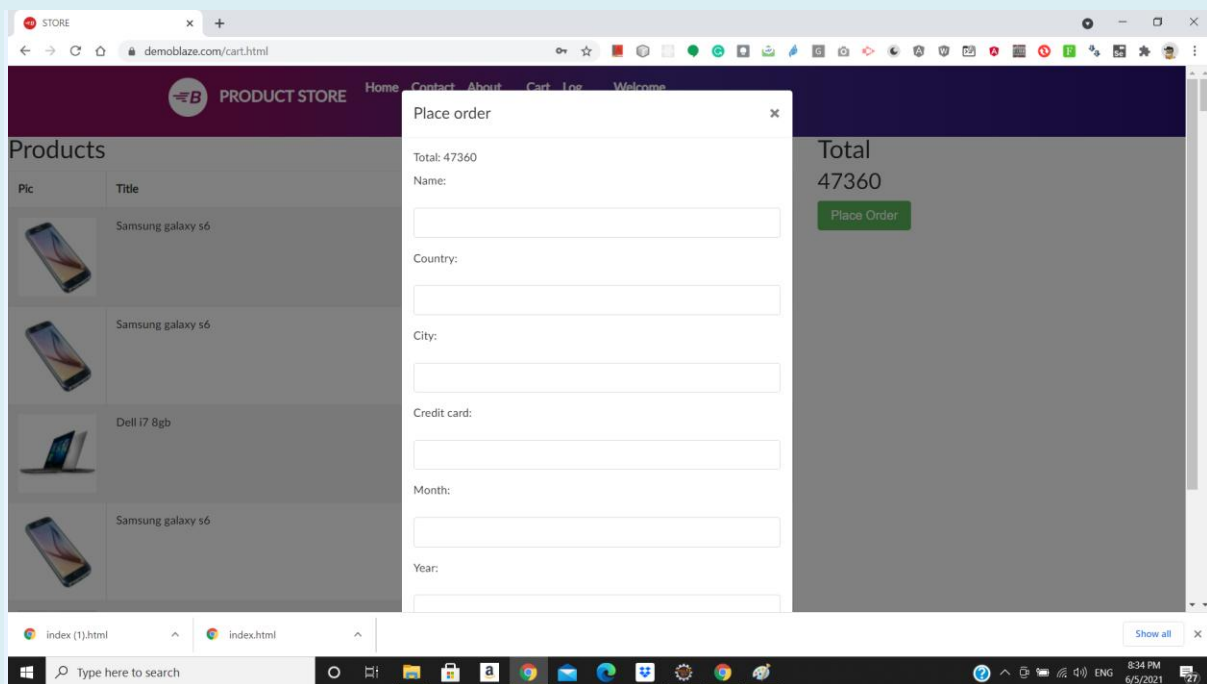 STORE
demoblaze.com/cart.html
PRODUCT STORE
Home Contact About Cart Log Welcome
Place order
×
Total: 47360
Name:
Country:
City:
Credit card:
Month:
Year:
Products
Pic Title
Samsung galaxy s6
Samsung galaxy s6
Dell i7 8gb
Samsung galaxy s6
Total
47360
Place Order
index (1).html
index.html
Show all
Type here to search
ENG
8:34 PM
6/5/2021
27